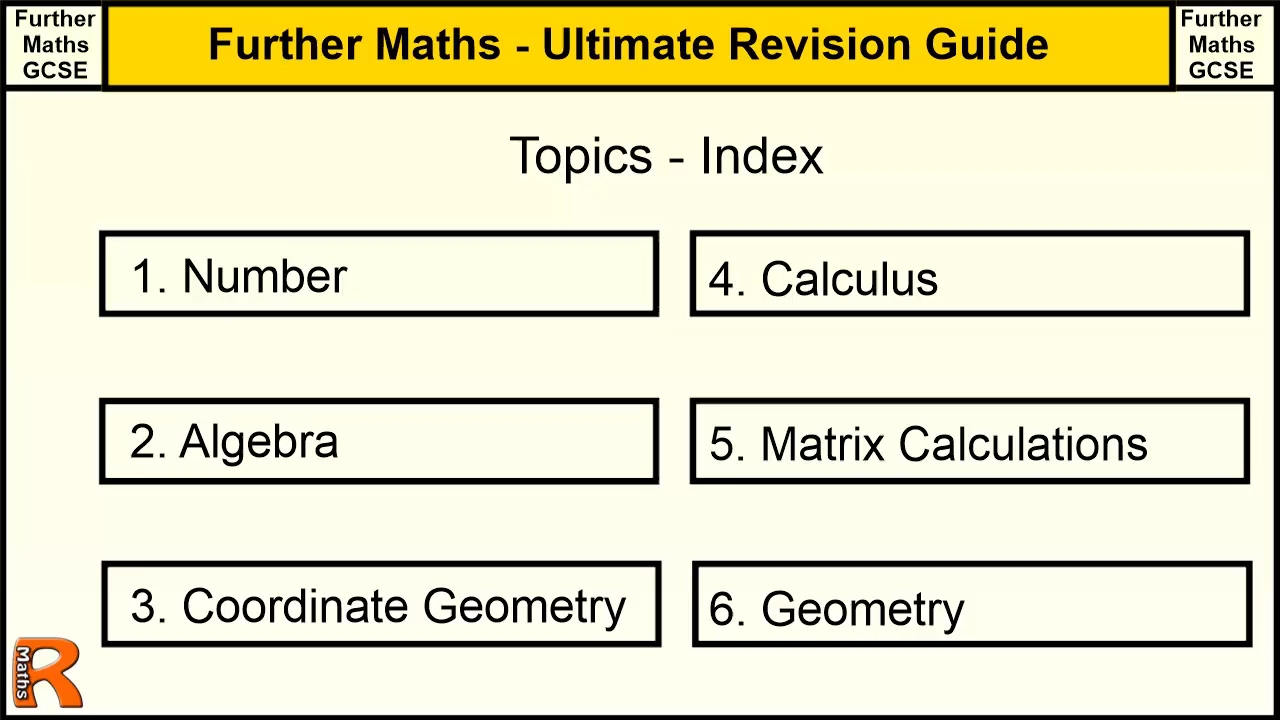 Further
Maths
GCSE
Further Maths - Ultimate Revision Guide
Further
Maths
GCSE
Topics - Index
1. Number
4. Calculus
2. Algebra
5. Matrix Calculations
3. Coordinate Geometry
6. Geometry
R
Maths